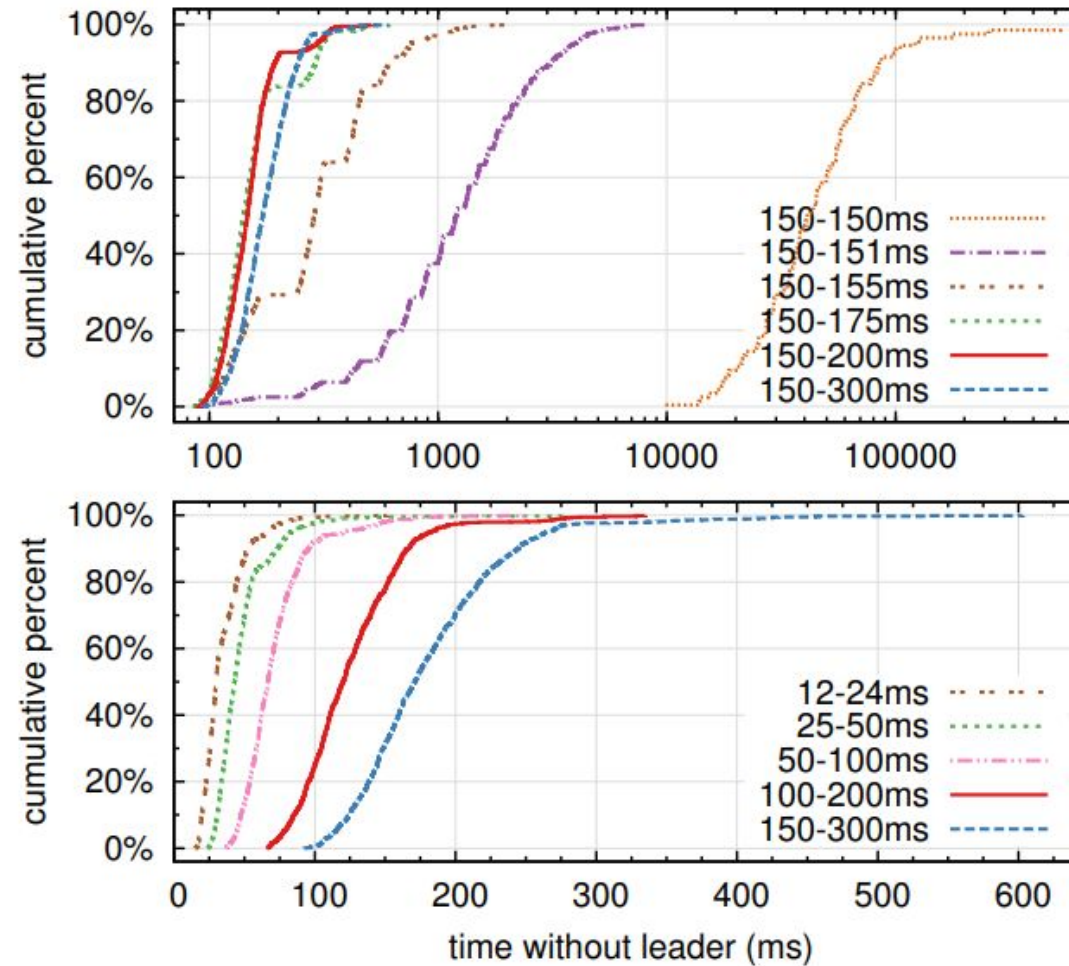 cumulative percent
100%
80%
60%
40%
20%
0%
150-150ms
150-151ms
150-155ms
150-175ms
150-200ms
150-300ms
100 1000 10000 100000
cumulative percent
100%
80%
60%
40%
20%
0%
12-24ms
25-50ms
50-100ms
100-200ms
150-300ms
0 100 200 300 400 500 600
time without leader (ms)